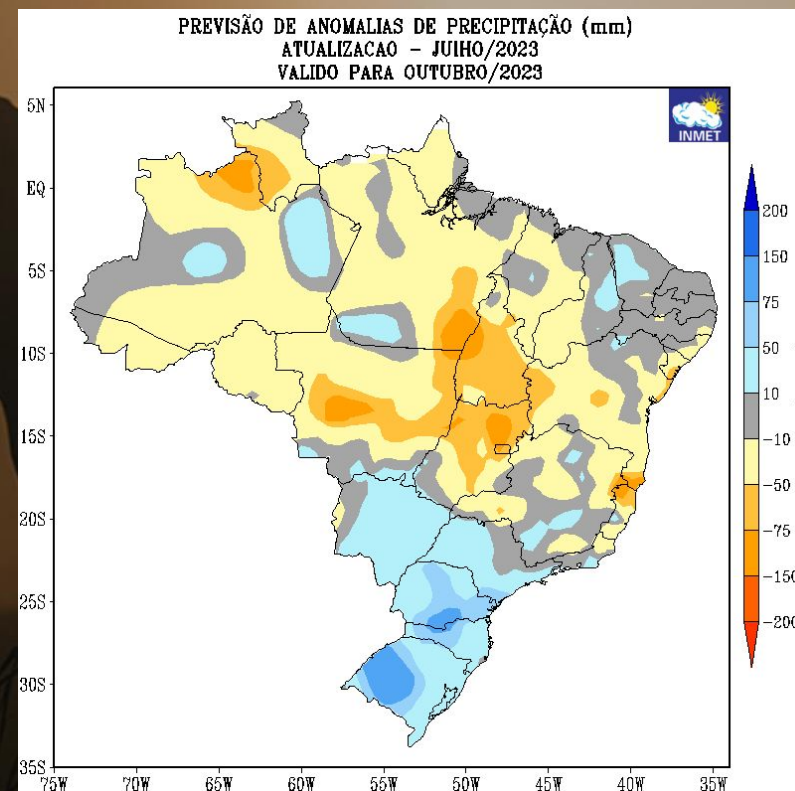 PREVISÃO DE ANOMALIAS DE PRECIPITAÇÃO (mm)
ATUALIZACAO - JUlHO/2023
VALIDO PARA OUTUBRO/2023
INMET
5N
EQ
5S
10S
15S
20S
25S
30S
35S
75W 70W 65W 60W 55W 50W 45W 40W 35W
200
150
75
50
10
-10
-50
-75
-150
-200